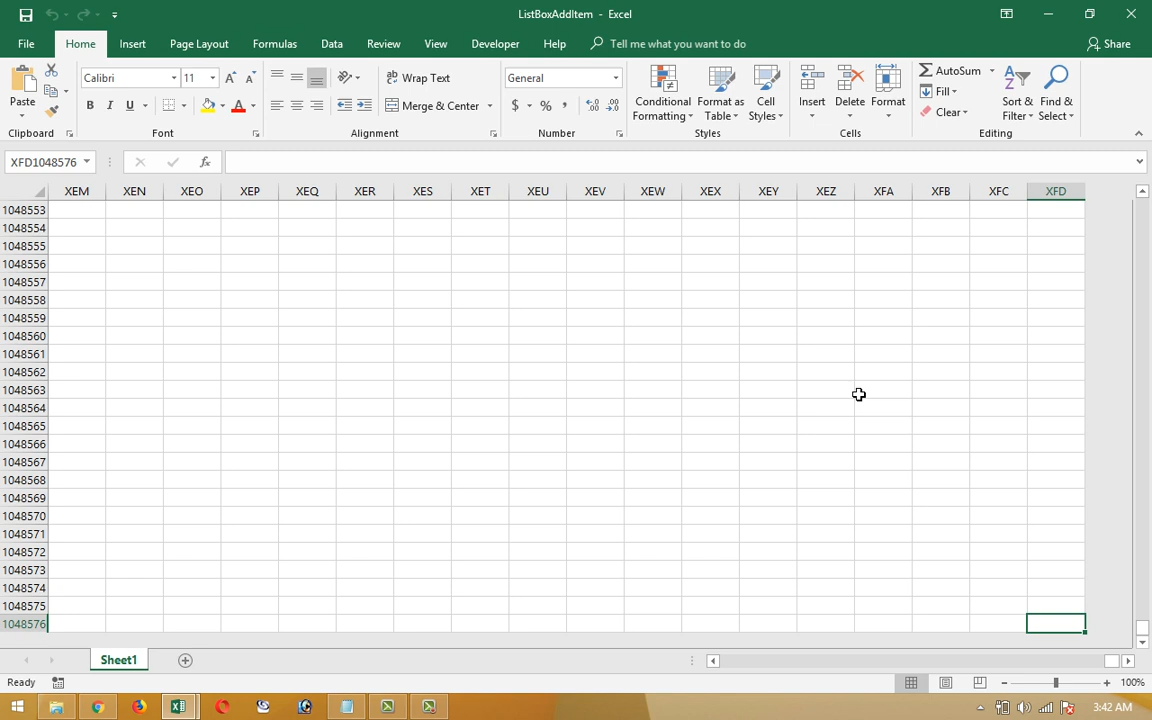 ListBoxAddItem - Excel
File Home Insert Page Layout Formulas Data Review View Developer Help Tell me what you want to do Share
Paste Calibri 11 Wrap Text General Conditional Formatting Format as Table Cell Styles Insert Delete Format AutoSum Sort & Filter Find & Select
B I U A Merge & Center $ % , Fill
Clear
Clipboard Font Alignment Number Styles Cells Editing
XFD1048576 fx
XEM XEN XEO XEP XEQ XER XES XET XEU XEV XEW XEX XEY XEZ XFA XFB XFC XFD
1048553
1048554
1048555
1048556
1048557
1048558
1048559
1048560
1048561
1048562
1048563
1048564
1048565
1048566
1048567
1048568
1048569
1048570
1048571
1048572
1048573
1048574
1048575
1048576
Sheet1
Ready 100%
3:42 AM